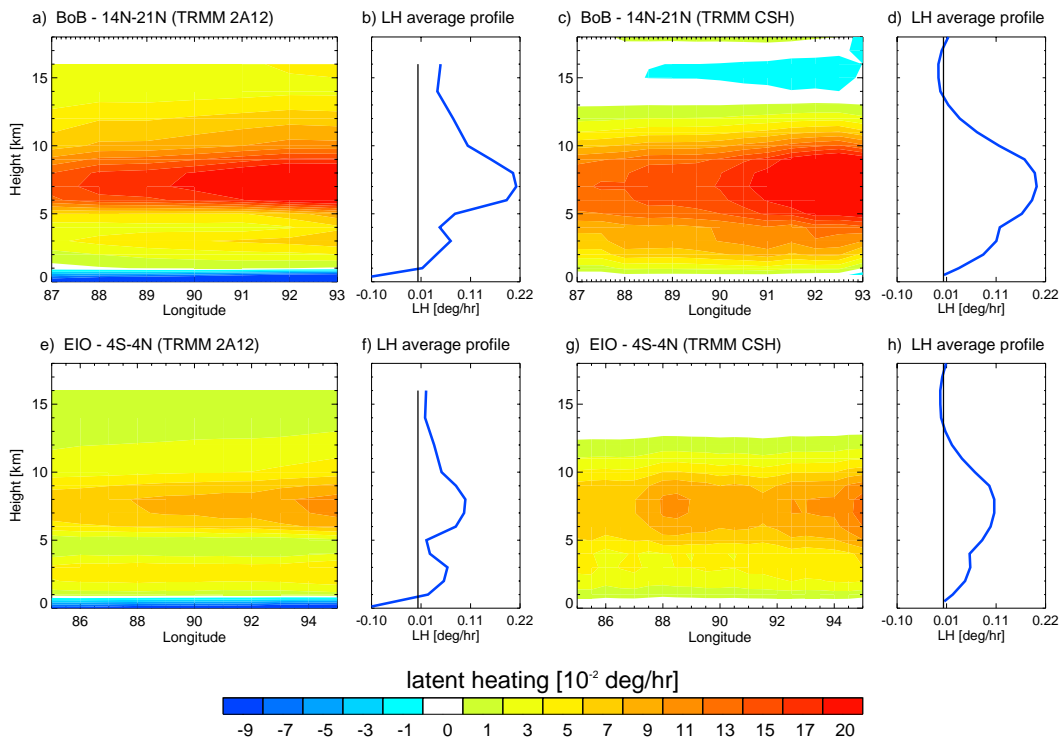 a) BoB - 14N-21N (TRMM 2A12)
b) LH average profile
c) BoB - 14N-21N (TRMM CSH)
d) LH average profile
Height [km]
15
10
5
0
87 88 89 90 91 92 93
Longitude
-0.10 0.01 0.11 0.22
LH [deg/hr]
15
10
5
0
87 88 89 90 91 92 93
Longitude
-0.10 0.01 0.11 0.22
LH [deg/hr]
e) EIO - 4S-4N (TRMM 2A12)
f) LH average profile
g) EIO - 4S-4N (TRMM CSH)
h) LH average profile
Height [km]
15
10
5
0
86 88 90 92 94
Longitude
-0.10 0.01 0.11 0.22
LH [deg/hr]
15
10
5
0
86 88 90 92 94
Longitude
-0.10 0.01 0.11 0.22
LH [deg/hr]
latent heating [10⁻² deg/hr]
-9 -7 -5 -3 -1 0 1 3 5 7 9 11 13 15 17 20